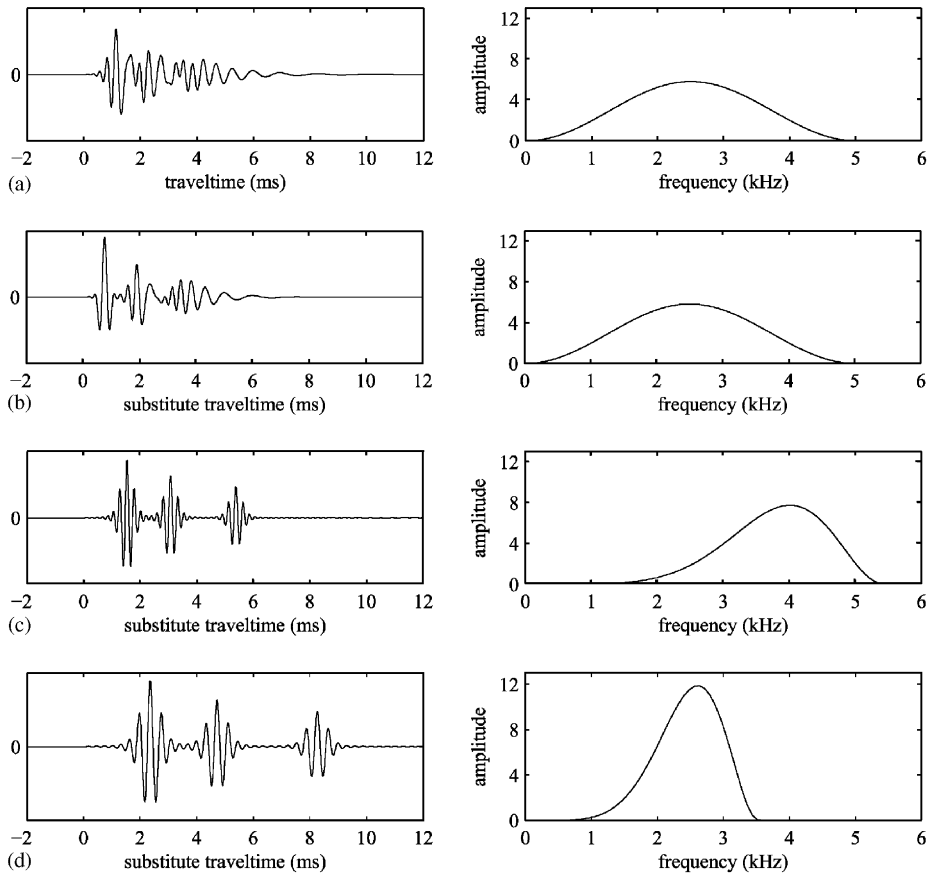 12
8
4
0
amplitude
0
−2 0 2 4 6 8 10 12
0 1 2 3 4 5 6
(a) traveltime (ms)
frequency (kHz)
12
8
4
0
amplitude
0
−2 0 2 4 6 8 10 12
0 1 2 3 4 5 6
(b) substitute traveltime (ms)
frequency (kHz)
12
8
4
0
amplitude
0
−2 0 2 4 6 8 10 12
0 1 2 3 4 5 6
(c) substitute traveltime (ms)
frequency (kHz)
12
8
4
0
amplitude
0
−2 0 2 4 6 8 10 12
0 1 2 3 4 5 6
(d) substitute traveltime (ms)
frequency (kHz)